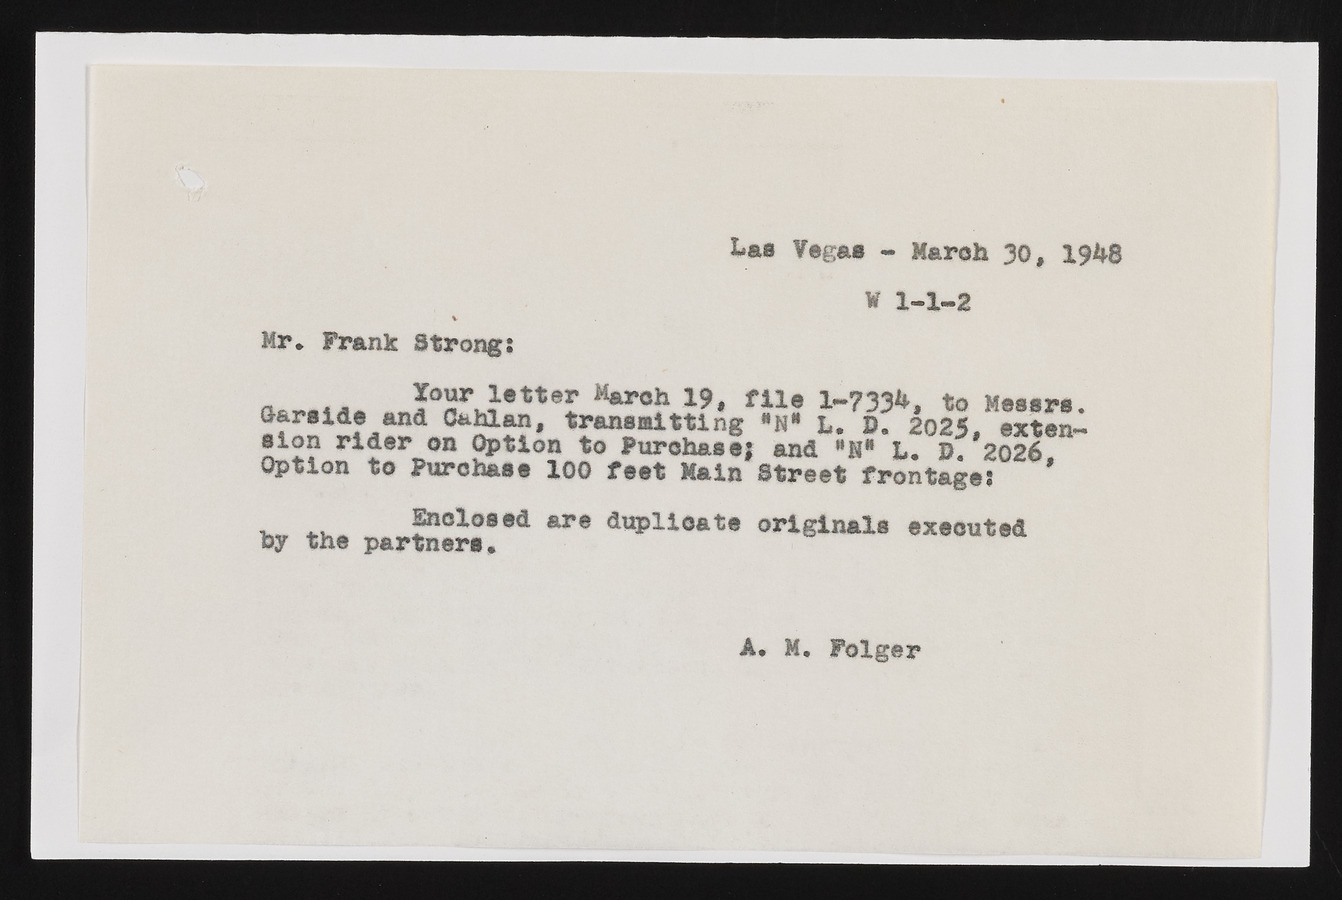 Las Vegas - March 30, 1948
W 1-1-2
Mr. Frank Strong:
Your letter March 19, file 1-7334, to Messrs.
Garside and Cahlan, transmitting "N" L. D. 2025, exten-
sion rider on Option to Purchase; and "N" L. D. 2026,
Option to Purchase 100 feet Main Street frontage:
Enclosed are duplicate originals executed
by the partners.
A. M. Folger